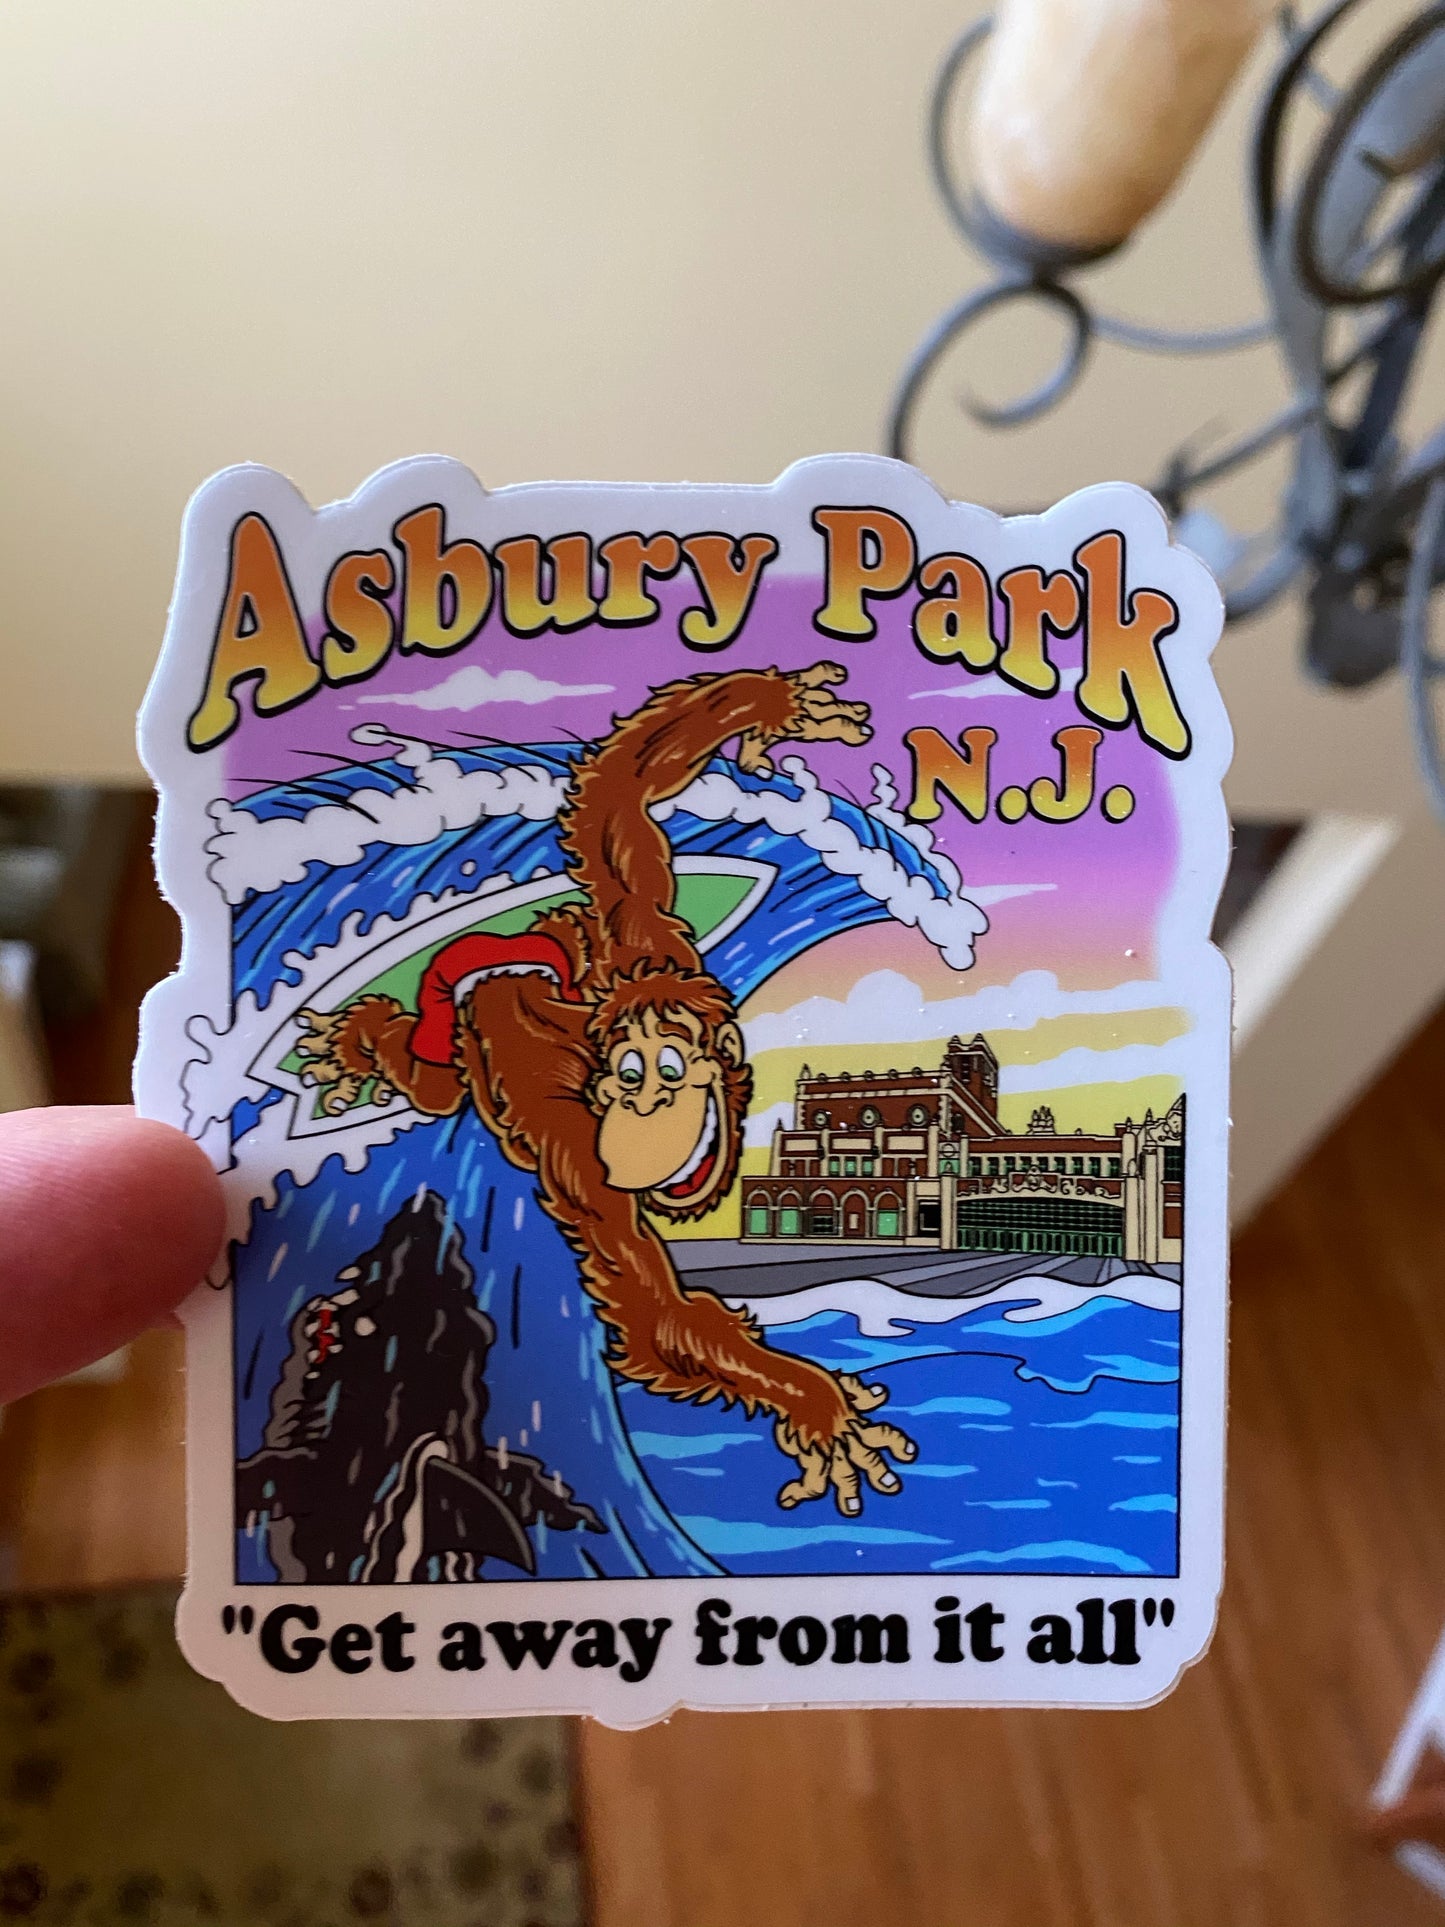 Asbury Park
N.J.
"Get away from it all"